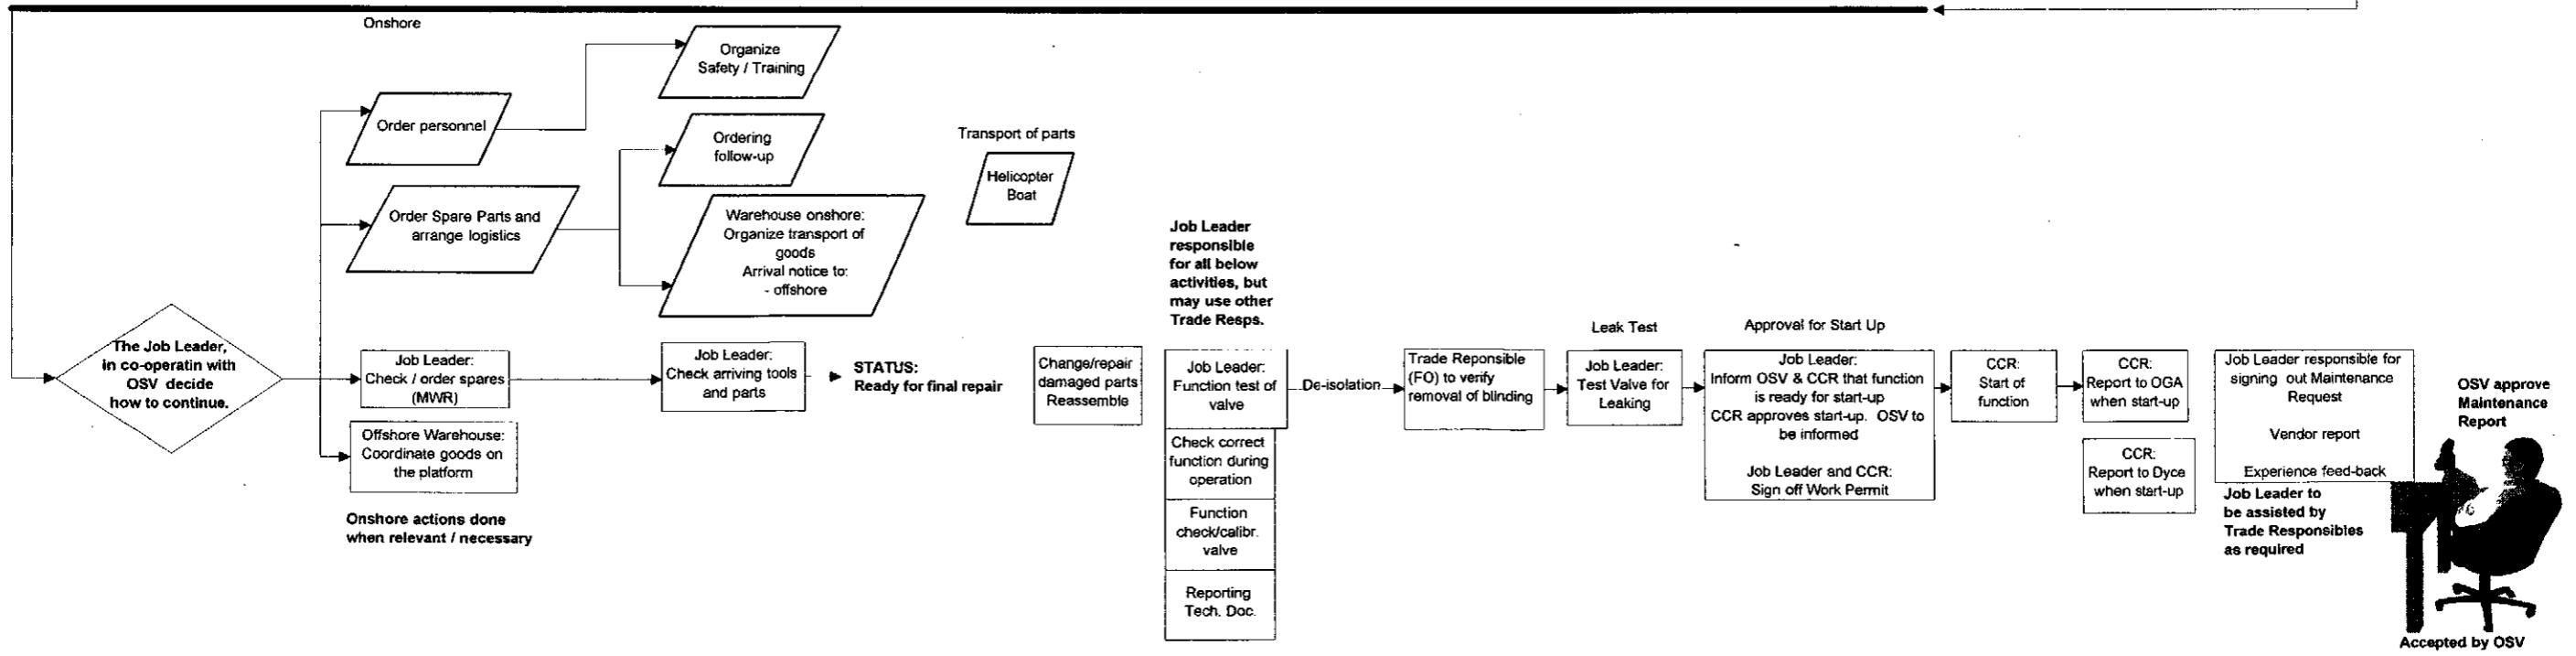 Onshore
Organize
Safety / Training
Order personnel
Ordering
follow-up
Transport of parts
Helicopter
Boat
Order Spare Parts and
arrange logistics
Warehouse onshore:
Organize transport of
goods
Arrival notice to:
- offshore
Job Leader
responsible
for all below
activities, but
may use other
Trade Resps.
The Job Leader,
in co-operatin with
OSV decide
how to continue.
Job Leader:
Check / order spares
(MWR)
Job Leader:
Check arriving tools
and parts
STATUS:
Ready for final repair
Change/repair
damaged parts
Reassemble
Job Leader:
Function test of
valve
De-isolation
Trade Reponsible
(FO) to verify
removal of blinding
Leak Test
Job Leader:
Test Valve for
Leaking
Approval for Start Up
Job Leader:
Inform OSV & CCR that function
is ready for start-up
CCR approves start-up. OSV to
be informed
Job Leader and CCR:
Sign off Work Permit
CCR:
Start of
function
CCR:
Report to OGA
when start-up
Job Leader responsible for
signing out Maintenance
Request
Vendor report
Experience feed-back
OSV approve
Maintenance
Report
Offshore Warehouse:
Coordinate goods on
the platform
Check correct
function during
operation
CCR:
Report to Dyce
when start-up
Onshore actions done
when relevant / necessary
Function
check/calibr.
valve
Job Leader to
be assisted by
Trade Responsibles
as required
Reporting
Tech. Doc.
Accepted by OSV